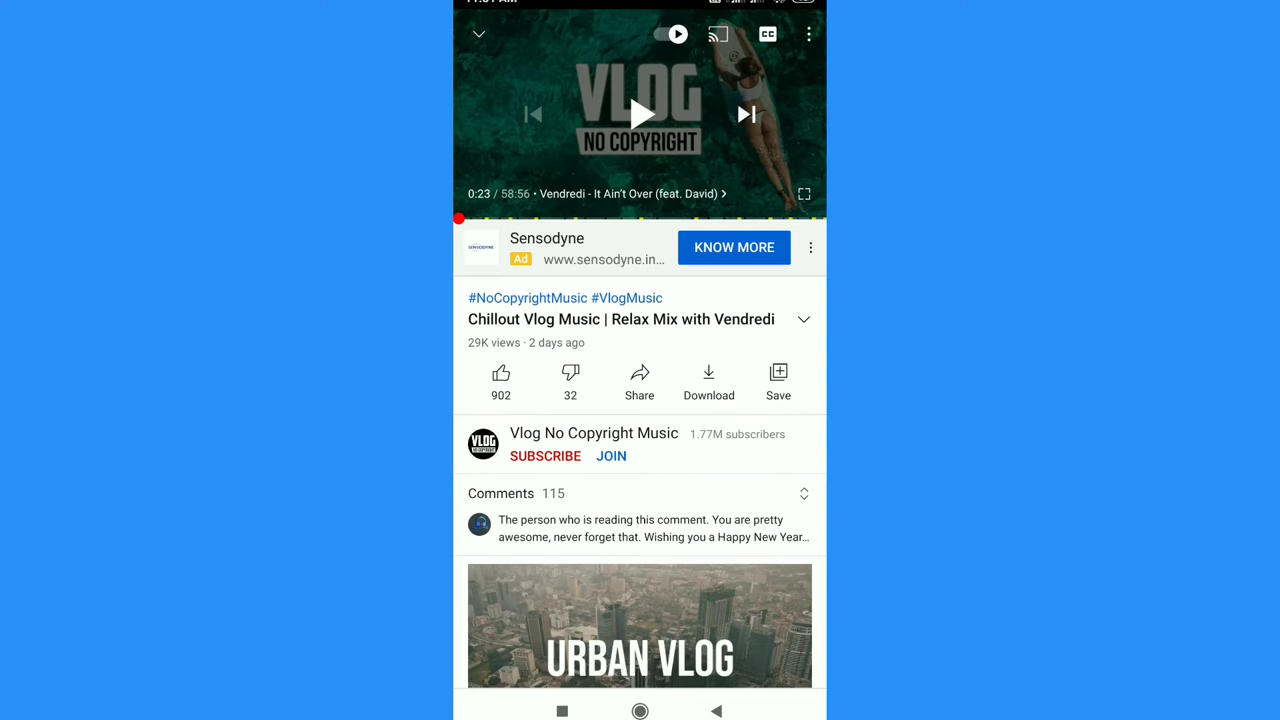 CC
VLOG
NO COPYRIGHT
0:23 / 58:56 • Vendredi - It Ain't Over (feat. David)
SENSODYNE
Sensodyne
KNOW MORE
Ad www.sensodyne.in...
#NoCopyrightMusic #VlogMusic
Chillout Vlog Music | Relax Mix with Vendredi
29K views · 2 days ago
902 32 Share Download Save
VLOG
Vlog No Copyright Music 1.77M subscribers
SUBSCRIBE JOIN
Comments 115
The person who is reading this comment. You are pretty
awesome, never forget that. Wishing you a Happy New Year...
URBAN VLOG